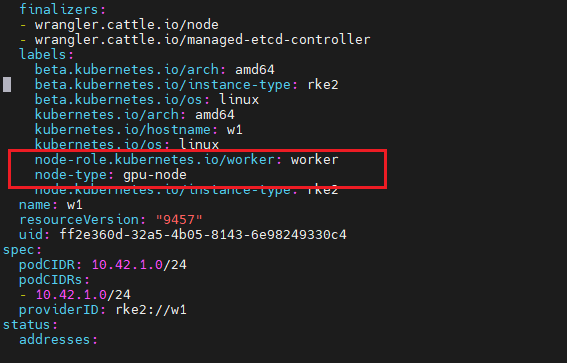 finalizers:
- wrangler.cattle.io/node
- wrangler.cattle.io/managed-etcd-controller
labels:
beta.kubernetes.io/arch: amd64
beta.kubernetes.io/instance-type: rke2
beta.kubernetes.io/os: linux
kubernetes.io/arch: amd64
kubernetes.io/hostname: w1
kubernetes.io/os: linux
node-role.kubernetes.io/worker: worker
node-type: gpu-node
node.kubernetes.io/instance-type: rke2
name: w1
resourceVersion: "9457"
uid: ff2e360d-32a5-4b05-8143-6e98249330c4
spec:
podCIDR: 10.42.1.0/24
podCIDRs:
- 10.42.1.0/24
providerID: rke2://w1
status:
addresses: